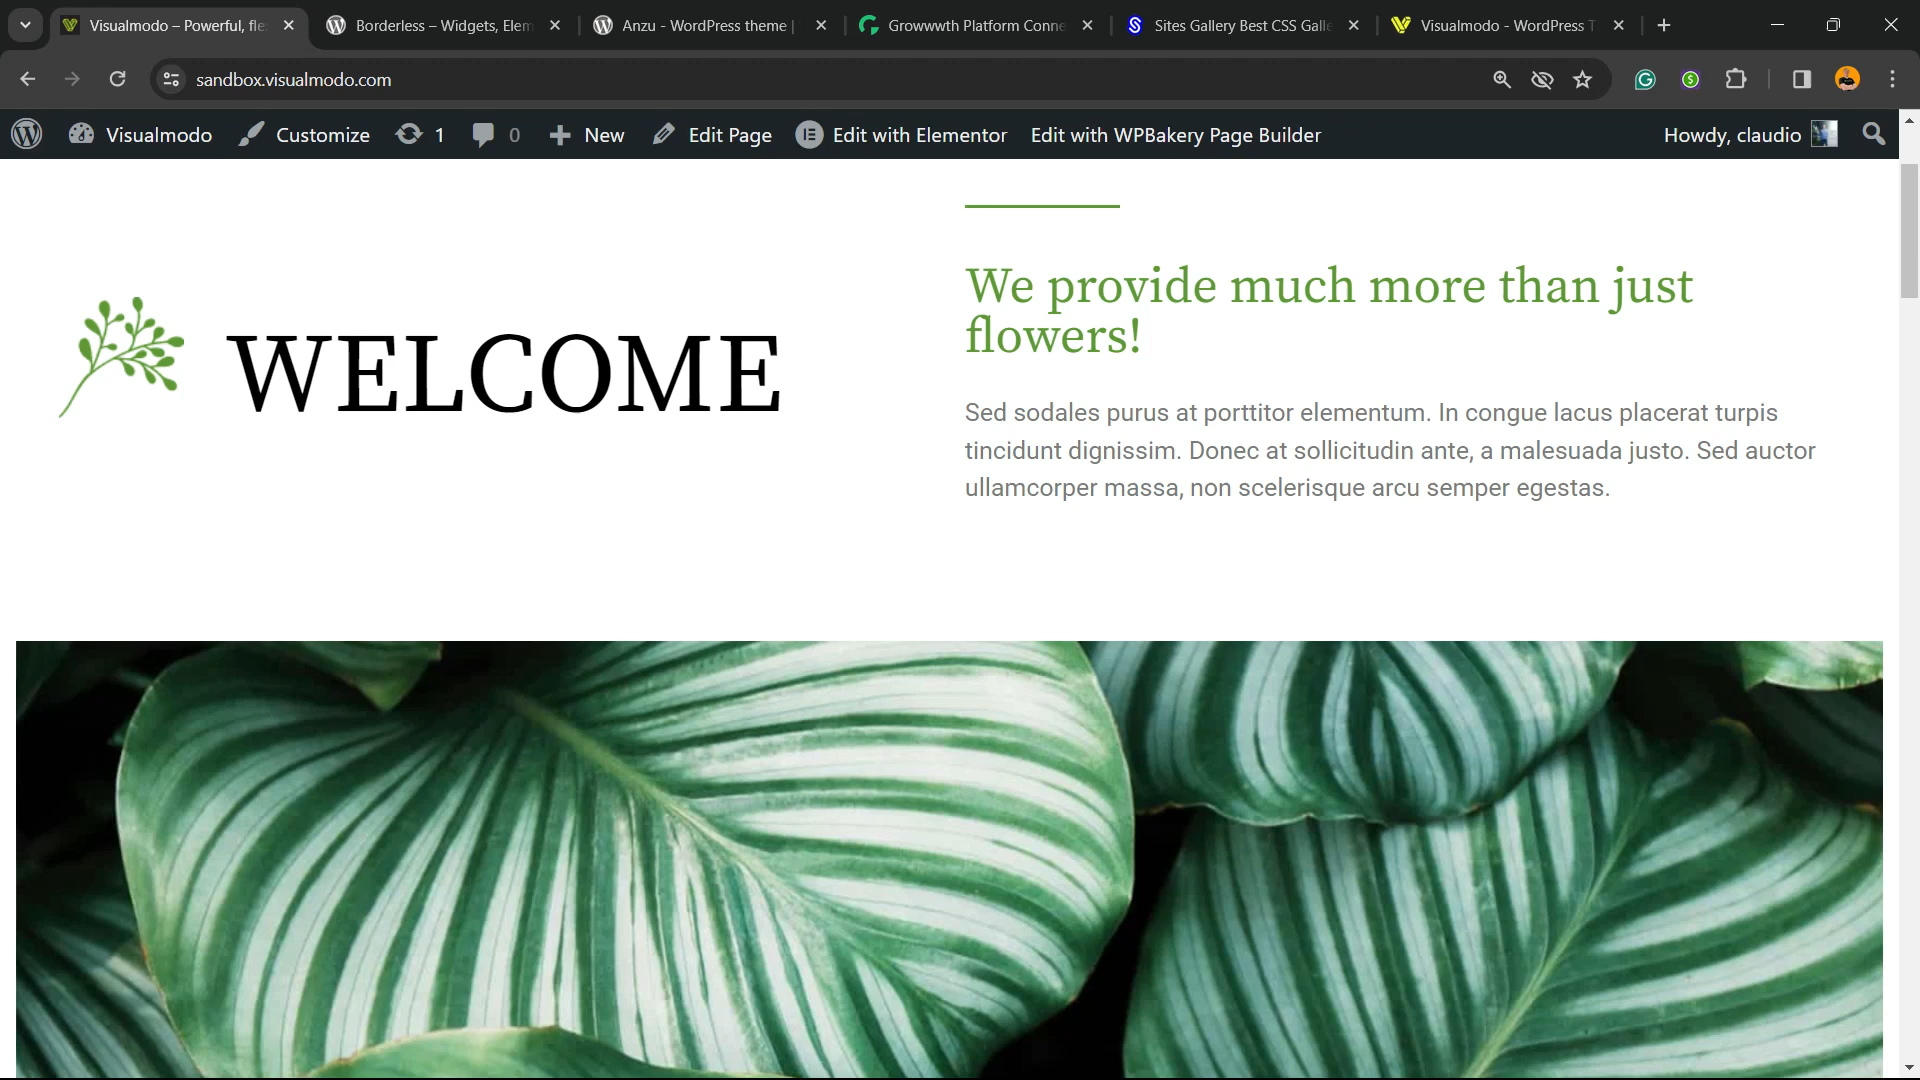 Visualmodo – Powerful, fle
Borderless – Widgets, Elem
Anzu - WordPress theme |
Growwwth Platform Conne
Sites Gallery Best CSS Galle
Visualmodo - WordPress T
sandbox.visualmodo.com
Visualmodo
Customize
1
0
New
Edit Page
Edit with Elementor
Edit with WPBakery Page Builder
Howdy, claudio
WELCOME
We provide much more than just
flowers!
Sed sodales purus at porttitor elementum. In congue lacus placerat turpis
tincidunt dignissim. Donec at sollicitudin ante, a malesuada justo. Sed auctor
ullamcorper massa, non scelerisque arcu semper egestas.